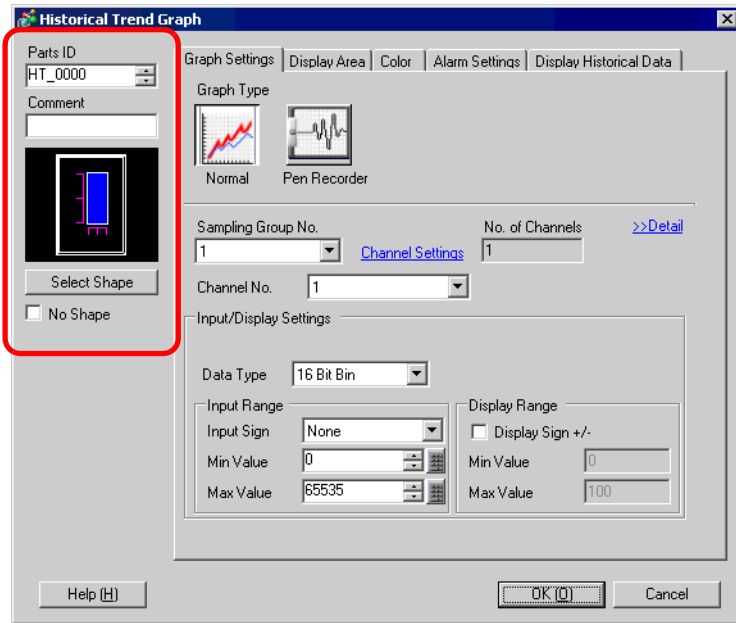 Historical Trend Graph
Parts ID
HT_0000
Comment
Select Shape
No Shape
Graph Settings Display Area Color Alarm Settings Display Historical Data
Graph Type
Normal Pen Recorder
Sampling Group No. No. of Channels >>Detail
1 Channel Settings 1
Channel No. 1
Input/Display Settings
Data Type 16 Bit Bin
Input Range Display Range
Input Sign None Display Sign +/-
Min Value 0 Min Value 0
Max Value 65535 Max Value 100
Help (H) OK (O) Cancel